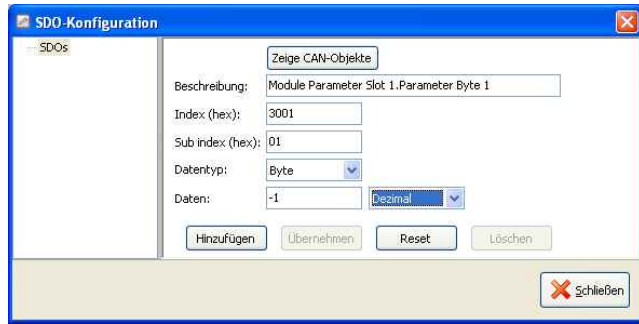 SDO-Konfiguration
SDOs
Zeige CAN-Objekte
Beschreibung: Module Parameter Slot 1.Parameter Byte 1
Index (hex): 3001
Sub index (hex): 01
Datentyp: Byte
Daten: -1 Dezimal
Hinzufügen Übernehmen Reset Löschen
Schließen